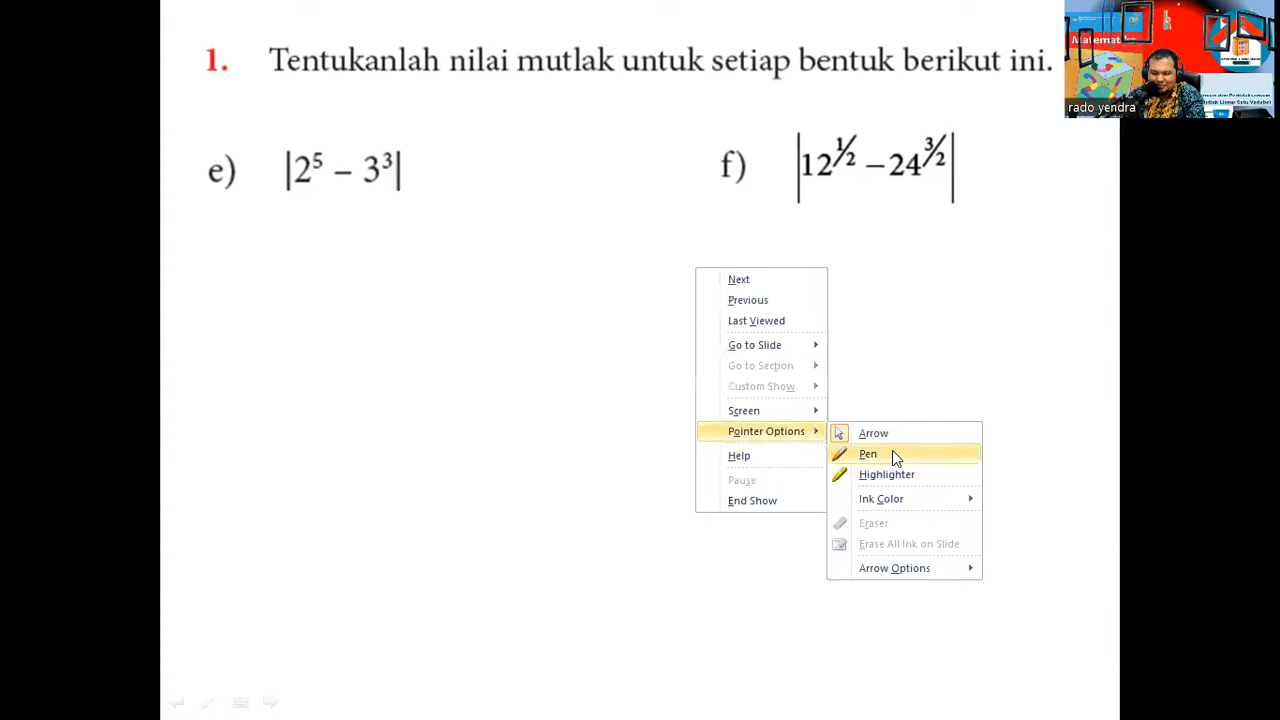 1. Tentukanlah nilai mutlak untuk setiap bentuk berikut ini.
e) |2⁵ – 3³|
f) |12^½ – 24^3⁄2|
Next
Previous
Last Viewed
Go to Slide
Go to Section
Custom Show
Screen
Pointer Options
Help
Pause
End Show
Arrow
Pen
Highlighter
Ink Color
Eraser
Erase All Ink on Slide
Arrow Options
Matematika
rado yendra